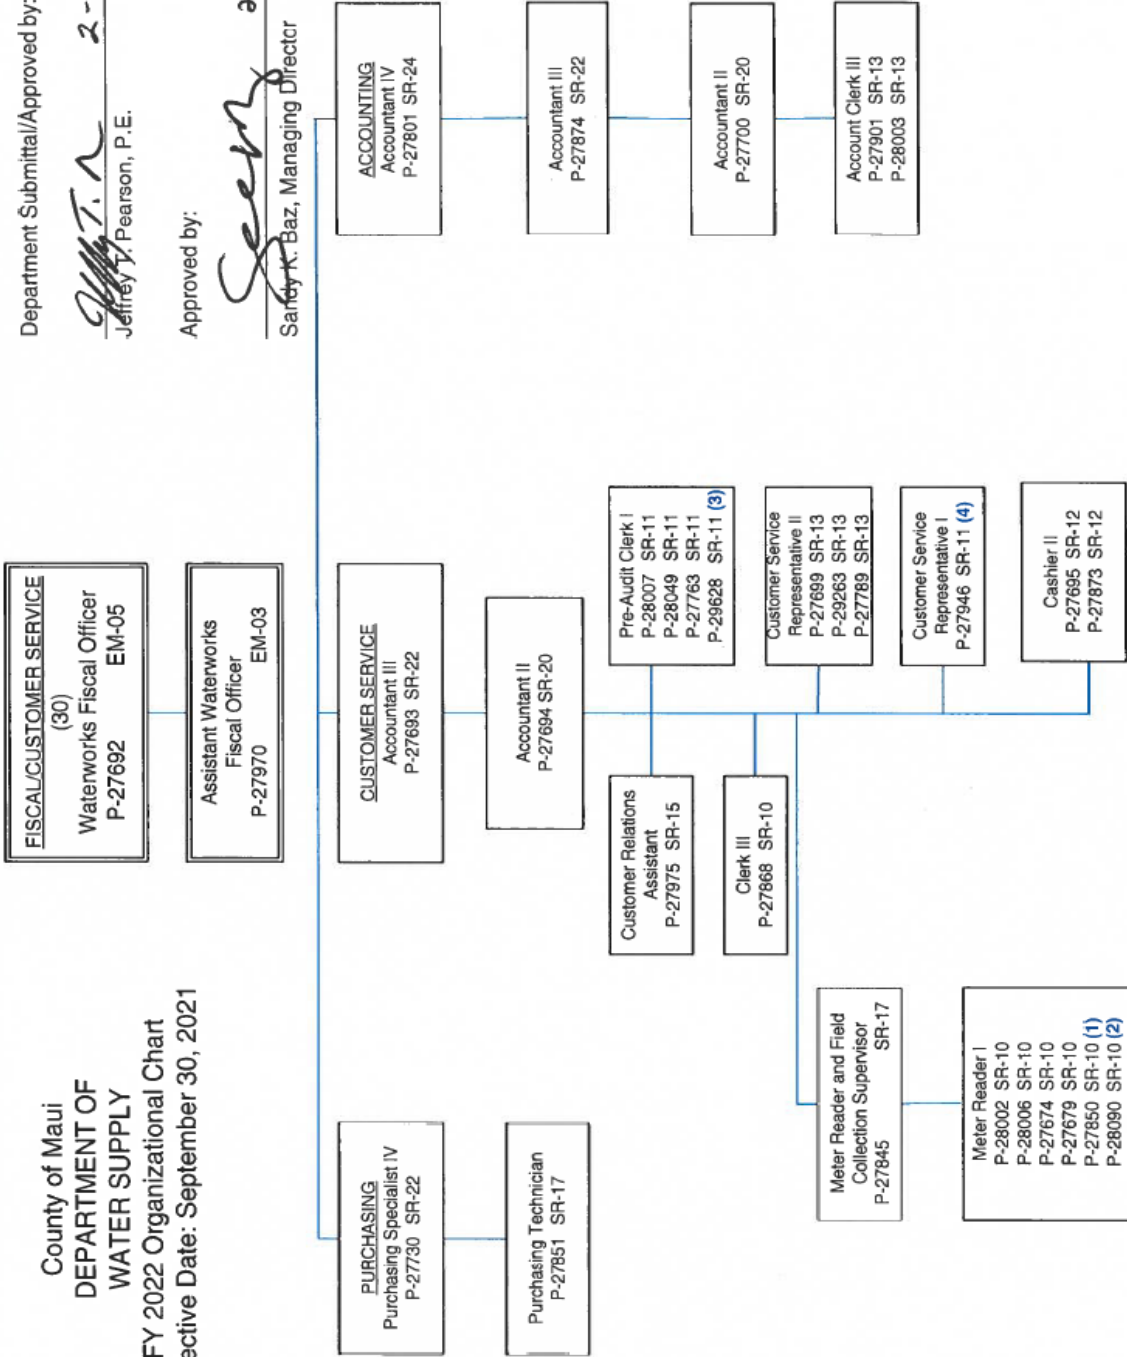 County of Maui
DEPARTMENT OF
WATER SUPPLY
FY 2022 Organizational Chart
ective Date: September 30, 2021
FISCAL/CUSTOMER SERVICE
(30)
Waterworks Fiscal Officer
P-27692 EM-05
Assistant Waterworks
Fiscal Officer
P-27970 EM-03
Department Submittal/Approved by:
2-
Jeffrey T. Pearson, P.E.
Approved by:
Sandy K. Baz, Managing Director
PURCHASING
Purchasing Specialist IV
P-27730 SR-22
Purchasing Technician
P-27851 SR-17
CUSTOMER SERVICE
Accountant III
P-27693 SR-22
Accountant II
P-27694 SR-20
Customer Relations
Assistant
P-27975 SR-15
Clerk III
P-27868 SR-10
Meter Reader and Field
Collection Supervisor
P-27845 SR-17
Meter Reader I
P-28002 SR-10
P-28006 SR-10
P-27674 SR-10
P-27679 SR-10
P-27850 SR-10 (1)
P-28090 SR-10 (2)
Pre-Audit Clerk I
P-28007 SR-11
P-28049 SR-11
P-27763 SR-11
P-29628 SR-11 (3)
Customer Service
Representative II
P-27699 SR-13
P-29263 SR-13
P-27789 SR-13
Customer Service
Representative I
P-27946 SR-11 (4)
Cashier II
P-27695 SR-12
P-27873 SR-12
ACCOUNTING
Accountant IV
P-27801 SR-24
Accountant III
P-27874 SR-22
Accountant II
P-27700 SR-20
Account Clerk III
P-27901 SR-13
P-28003 SR-13